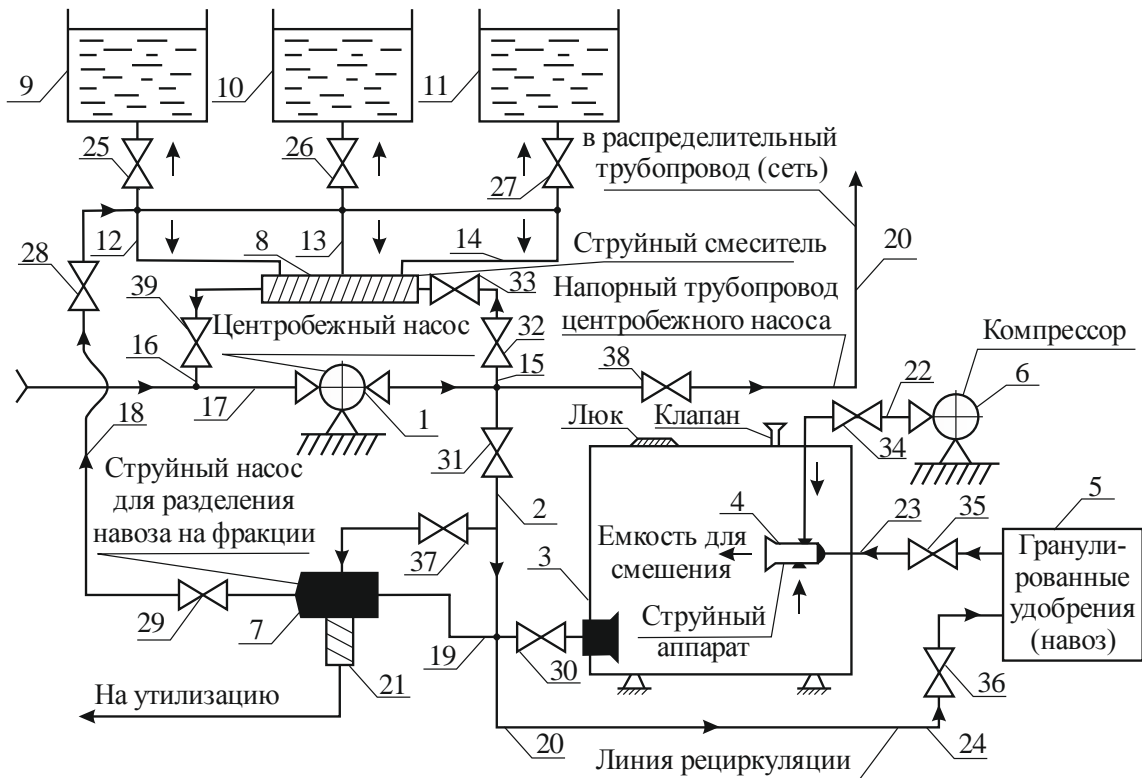 9
10
11
25
26
27
в распределительный
трубопровод (сеть)
12
8
13
14
Струйный смеситель
20
28
39
33
Напорный трубопровод
центробежного насоса
Центробежный насос
32
Компрессор
16
15
38
22
6
17
1
18
Люк
Клапан
34
31
Струйный насос
для разделения
навоза на фракции
2
4
23
35
5
37
3
Емкость для
смешения
Гранули-
рованные
удобрения
(навоз)
29
7
Струйный
аппарат
19
30
21
36
На утилизацию
20
Линия рециркуляции
24